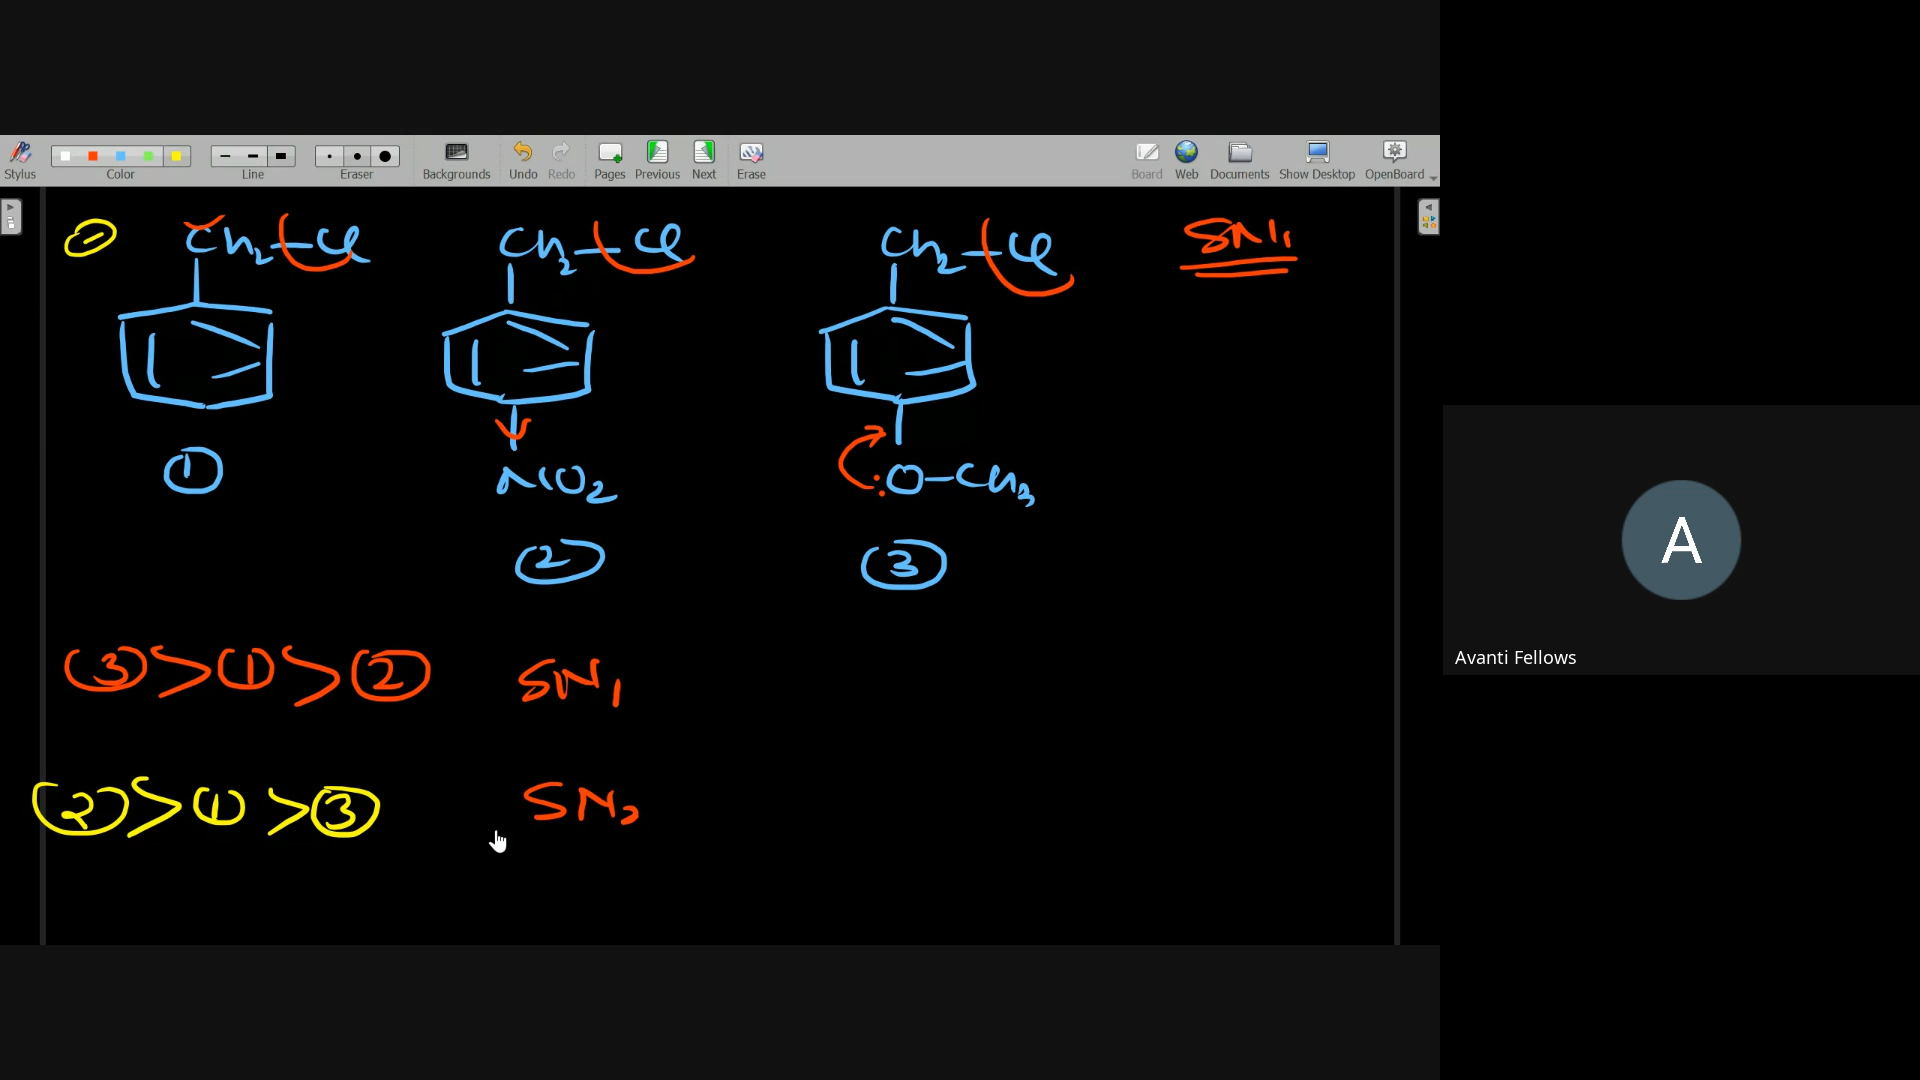 Stylus Color Line Eraser Backgrounds Undo Redo Pages Previous Next Erase Board Web Documents Show Desktop OpenBoard
CH2-Cl CH2-Cl CH2-Cl SN1
NO2 :O-CH3
1
2 3
3 > 1 > 2 SN1
2 > 1 > 3 SN2
A
Avanti Fellows